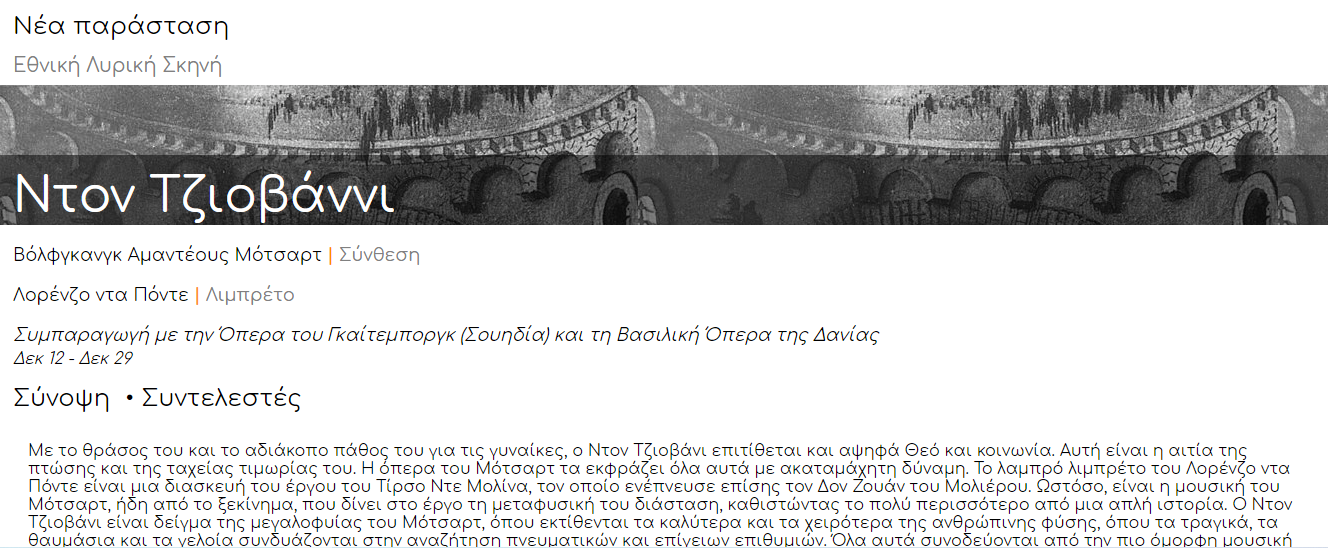 Νέα παράσταση
Εθνική Λυρική Σκηνή
Ντον Τζιοβάννι
Βόλφγκανγκ Αμαντέους Μότσαρτ | Σύνθεση
Λορένζο ντα Πόντε | Λιμπρέτο
Συμπαραγωγή με την Όπερα του Γκαίτεμποργκ (Σουηδία) και τη Βασιλική Όπερα της Δανίας
Δεκ 12 - Δεκ 29
Σύνοψη • Συντελεστές
Με το θράσος του και το αδιάκοπο πάθος του για τις γυναίκες, ο Ντον Τζιοβάνι επιτίθεται και αψηφά Θεό και κοινωνία. Αυτή είναι η αιτία της
πτώσης και της ταχείας τιμωρίας του. Η όπερα του Μότσαρτ τα εκφράζει όλα αυτά με ακαταμάχητη δύναμη. Το λαμπρό λιμπρέτο του Λορένζο ντα
Πόντε είναι μια διασκευή του έργου του Τίρσο Ντε Μολίνα, τον οποίο ενέπνευσε επίσης τον Δον Ζουάν του Μολιέρου. Ωστόσο, είναι η μουσική του
Μότσαρτ, ήδη από το ξεκίνημα, που δίνει στο έργο τη μεταφυσική του διάσταση, καθιστώντας το πολύ περισσότερο από μια απλή ιστορία. Ο Ντον
Τζιοβάνι είναι δείγμα της μεγαλοφυίας του Μότσαρτ, όπου εκτίθενται τα καλύτερα και τα χειρότερα της ανθρώπινης φύσης, όπου τα τραγικά, τα
θαυμάσια και τα γελοία συνδυάζονται στην αναζήτηση πνευματικών και επίγειων επιθυμιών. Όλα αυτά συνοδεύονται από την πιο όμορφη μουσική